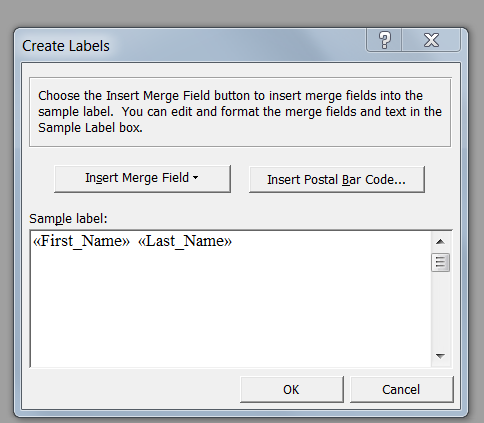 Create Labels
Choose the Insert Merge Field button to insert merge fields into the
sample label. You can edit and format the merge fields and text in the
Sample Label box.
Insert Merge Field
Insert Postal Bar Code...
Sample label:
«First_Name» «Last_Name»
OK
Cancel